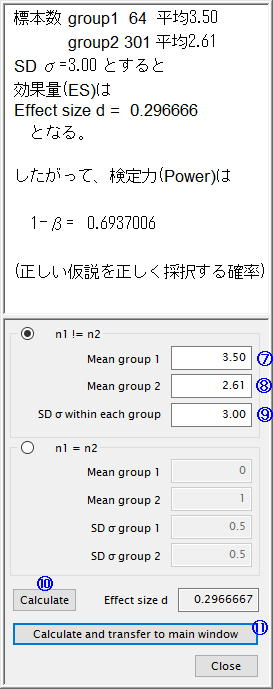 標本数 group1 64 平均3.50
group2 301 平均2.61
SD σ=3.00 とすると
効果量(ES)は
Effect size d = 0.296666
となる。
したがって、検定力(Power)は
1-β= 0.6937006
(正しい仮説を正しく採択する確率)
n1 != n2
Mean group 1 3.50 ⑦
Mean group 2 2.61 ⑧
SD σ within each group 3.00 ⑨
n1 = n2
Mean group 1 0
Mean group 2 1
SD σ group 1 0.5
SD σ group 2 0.5
⑩
Calculate Effect size d 0.2966667
Calculate and transfer to main window ⑪
Close